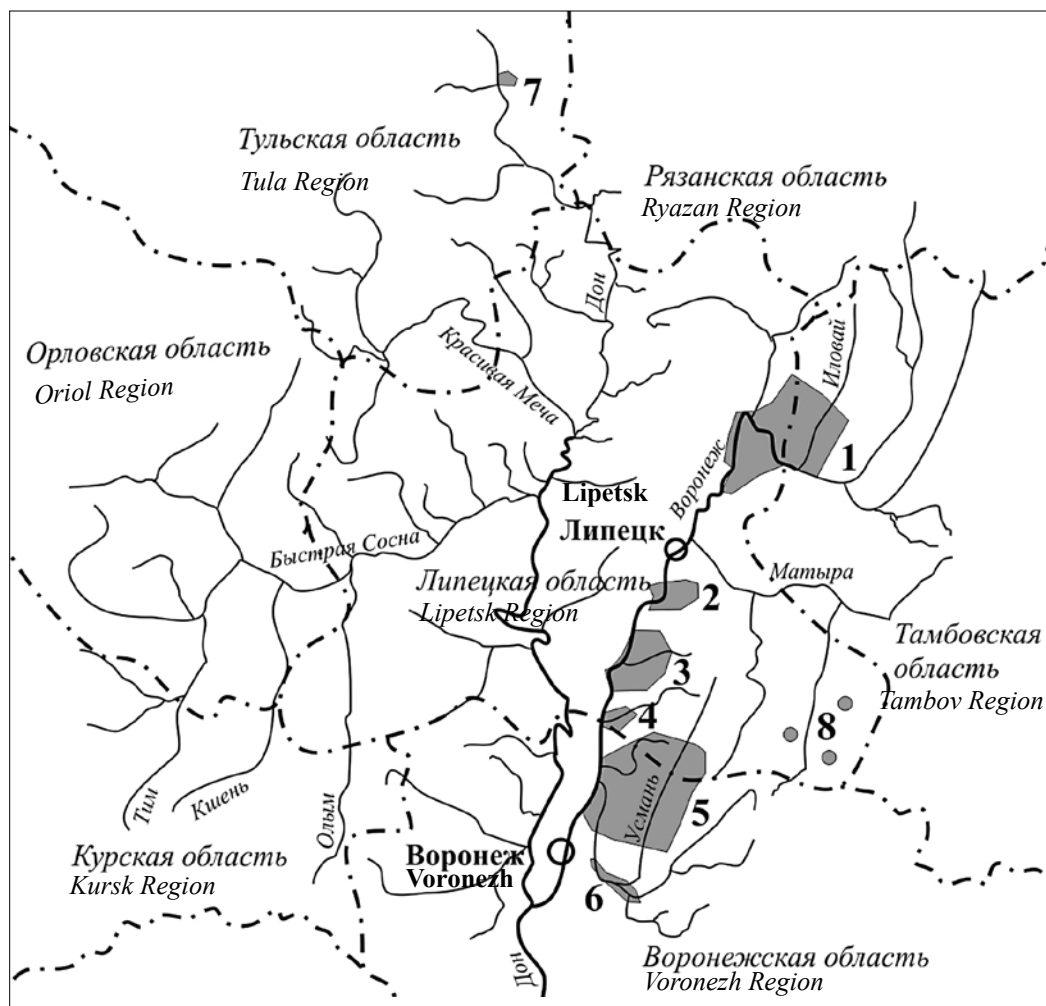 7
Тульская область
Tula Region
Рязанская область
Ryazan Region
Дон
Иловай
Красивая Меча
Орловская область
Oriol Region
1
Воронеж
Lipetsk
Липецк
Быстрая Сосна
Матыра
Липецкая область
Lipetsk Region
2
Тамбовская
область
Tambov Region
3
4
8
Усмань
5
Тим
Кшень
Олым
Курская область
Kursk Region
Воронеж
Voronezh
6
Дон
Воронежская область
Voronezh Region